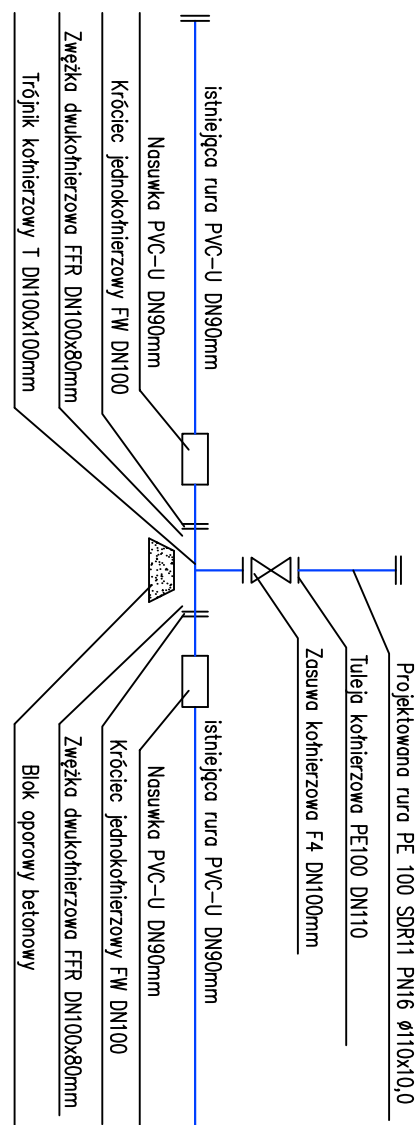 Projektowana rura PE 100 SDR11 PN16 ø110x10,0
Tuleja kołnierzowa PE100 DN110
Zasuwa kołnierzowa F4 DN100mm
istniejąca rura PVC-U DN90mm
Nasuwka PVC-U DN90mm
Króciec jednokołnierzowy FW DN100
Zwężka dwukołnierzowa FFR DN100x80mm
Trójnik kołnierzowy T DN100x100mm
istniejąca rura PVC-U DN90mm
Nasuwka PVC-U DN90mm
Króciec jednokołnierzowy FW DN100
Zwężka dwukołnierzowa FFR DN100x80mm
Blok oporowy betonowy